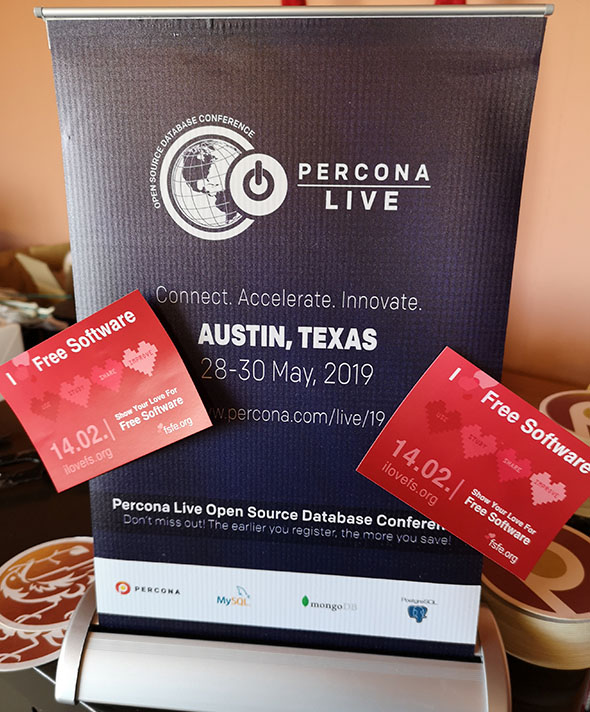 OPEN SOURCE DATABASE CONFERENCE
PERCONA
LIVE
Connect. Accelerate. Innovate.
AUSTIN, TEXAS
28-30 May, 2019
www.percona.com/live/19
Percona Live Open Source Database Conferen
Don't miss out! The earlier you register, the more you save!
PERCONA
MySQL
mongoDB
PostgreSQL
I Free Software
USE STUDY SHARE IMPROVE
14.02.
ilovefs.org
Show Your Love For
Free Software
fsfe.org
I Free Software
STUDY SHARE IMPROVE
14.02.
ilovefs.org
Show Your Love For
Free Software
fsfe.org